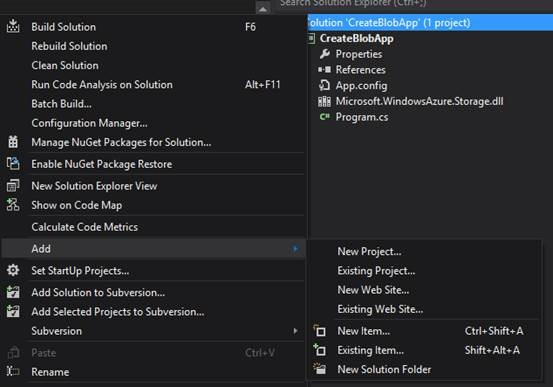 Search Solution Explorer (Ctrl+;)
Solution 'CreateBlobApp' (1 project)
CreateBlobApp
Properties
References
App.config
Microsoft.WindowsAzure.Storage.dll
C# Program.cs
Build Solution F6
Rebuild Solution
Clean Solution
Run Code Analysis on Solution Alt+F11
Batch Build...
Configuration Manager...
Manage NuGet Packages for Solution...
Enable NuGet Package Restore
New Solution Explorer View
Show on Code Map
Calculate Code Metrics
Add
Set StartUp Projects...
Add Solution to Subversion...
Add Selected Projects to Subversion...
Subversion
Paste Ctrl+V
Rename
New Project...
Existing Project...
New Web Site...
Existing Web Site...
New Item... Ctrl+Shift+A
Existing Item... Shift+Alt+A
New Solution Folder